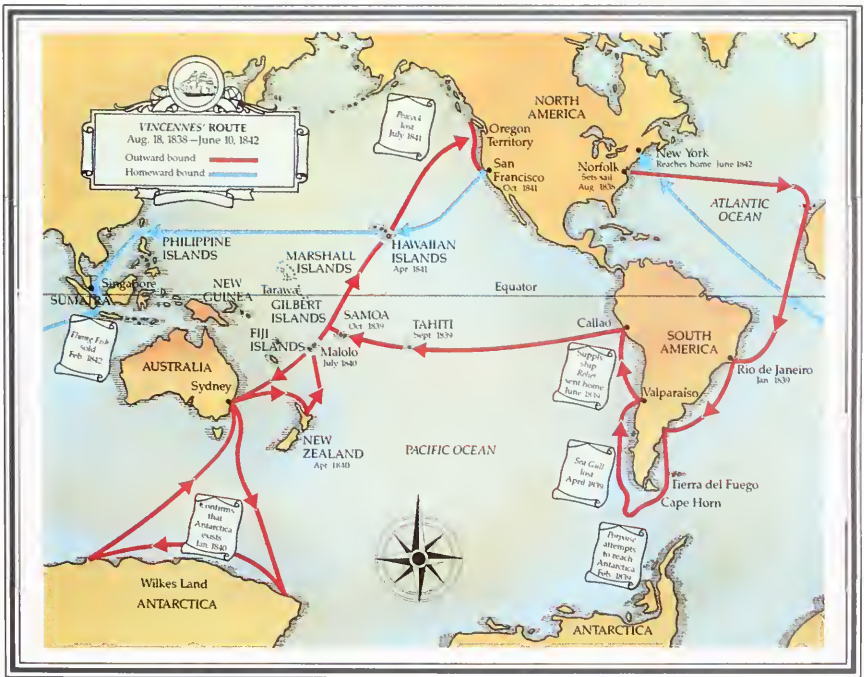 VINCENNES' ROUTE
Aug. 18, 1838—June 10, 1842
Outward bound
Homeward bound
Peacock
lost
July 1841
Oregon
Territory
San
Francisco
Oct 1841
NORTH
AMERICA
New York
Reaches home June 1842
Norfolk
Sets sail
Aug 1838
ATLANTIC
OCEAN
PHILIPPINE
ISLANDS
MARSHALL
ISLANDS
HAWAIIAN
ISLANDS
Apr 1841
Singapore
SUMATRA
NEW
GUINEA
Tarawa
GILBERT
ISLANDS
Equator
SAMOA
Oct 1839
TAHITI
Sept 1839
Callao
SOUTH
AMERICA
FIJI
ISLANDS
Malolo
July 1840
Flying Fish
sold
Feb 1842
AUSTRALIA
Sydney
Supply
ship
Relief
sent home
June 1839
Rio de Janeiro
Jan 1839
Valparaiso
NEW
ZEALAND
Apr 1840
PACIFIC OCEAN
Sea Gull
lost
April 1839
Tierra del Fuego
Cape Horn
Confirms
that
Antarctica
exists
Jan 1840
Porpoise
attempts
to reach
Antarctica
Feb 1839
Wilkes Land
ANTARCTICA
ANTARCTICA